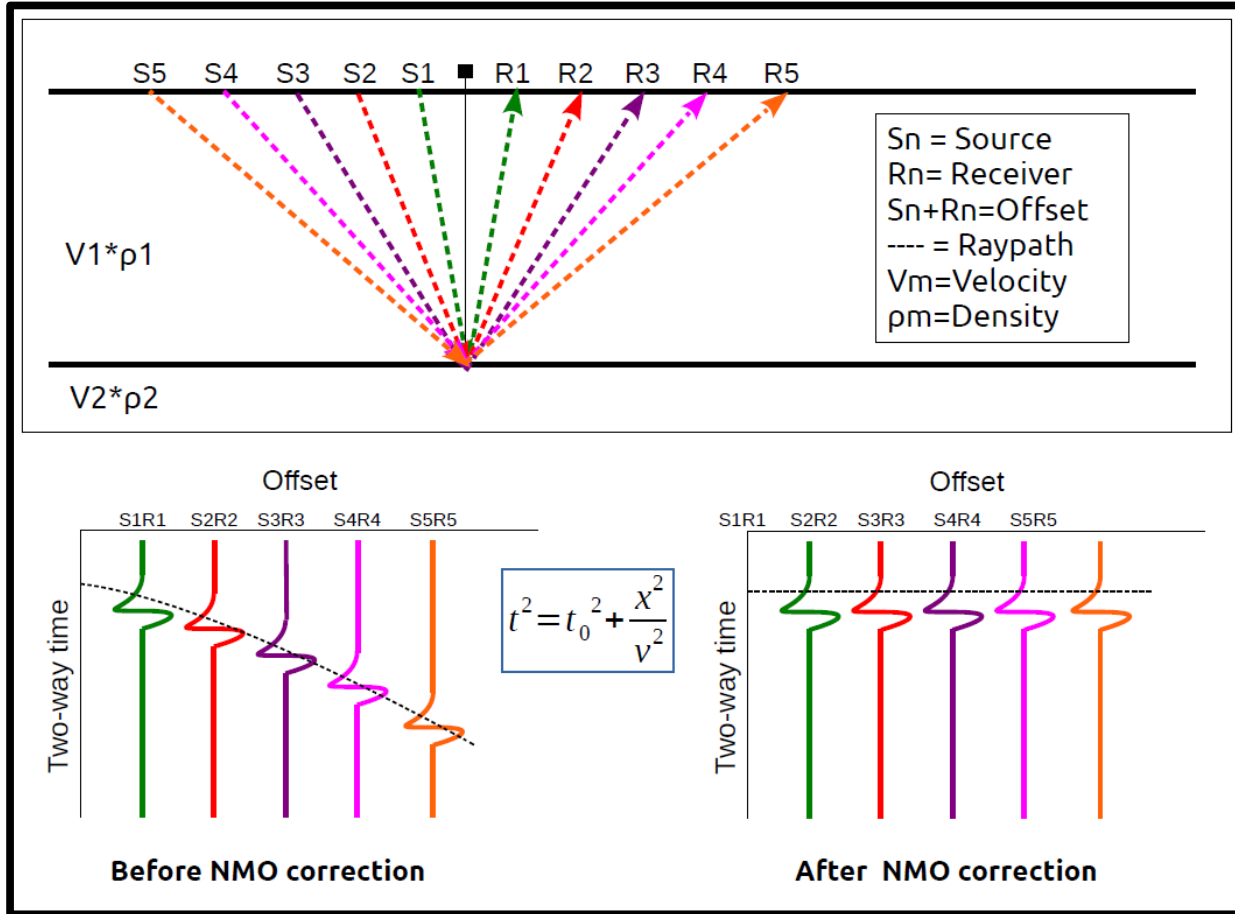 S5 S4 S3 S2 S1 R1 R2 R3 R4 R5
Sn = Source
Rn= Receiver
Sn+Rn=Offset
---- = Raypath
Vm=Velocity
ρm=Density
V1*ρ1
V2*ρ2
Offset
S1R1 S2R2 S3R3 S4R4 S5R5
Two-way time
Before NMO correction
t²=t₀²+x²/v²
Offset
S1R1 S2R2 S3R3 S4R4 S5R5
Two-way time
After NMO correction